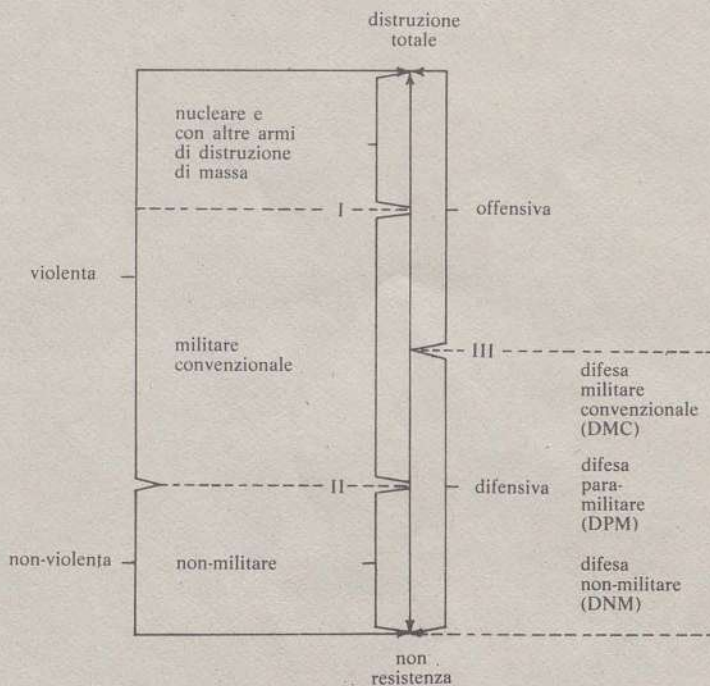 distruzione
totale
nucleare e
con altre armi
di distruzione
di massa
I
offensiva
violenta
militare
convenzionale
III
difesa
militare
convenzionale
(DMC)
II
difensiva
difesa
para-
militare
(DPM)
non-violenta
non-militare
difesa
non-militare
(DNM)
non
resistenza